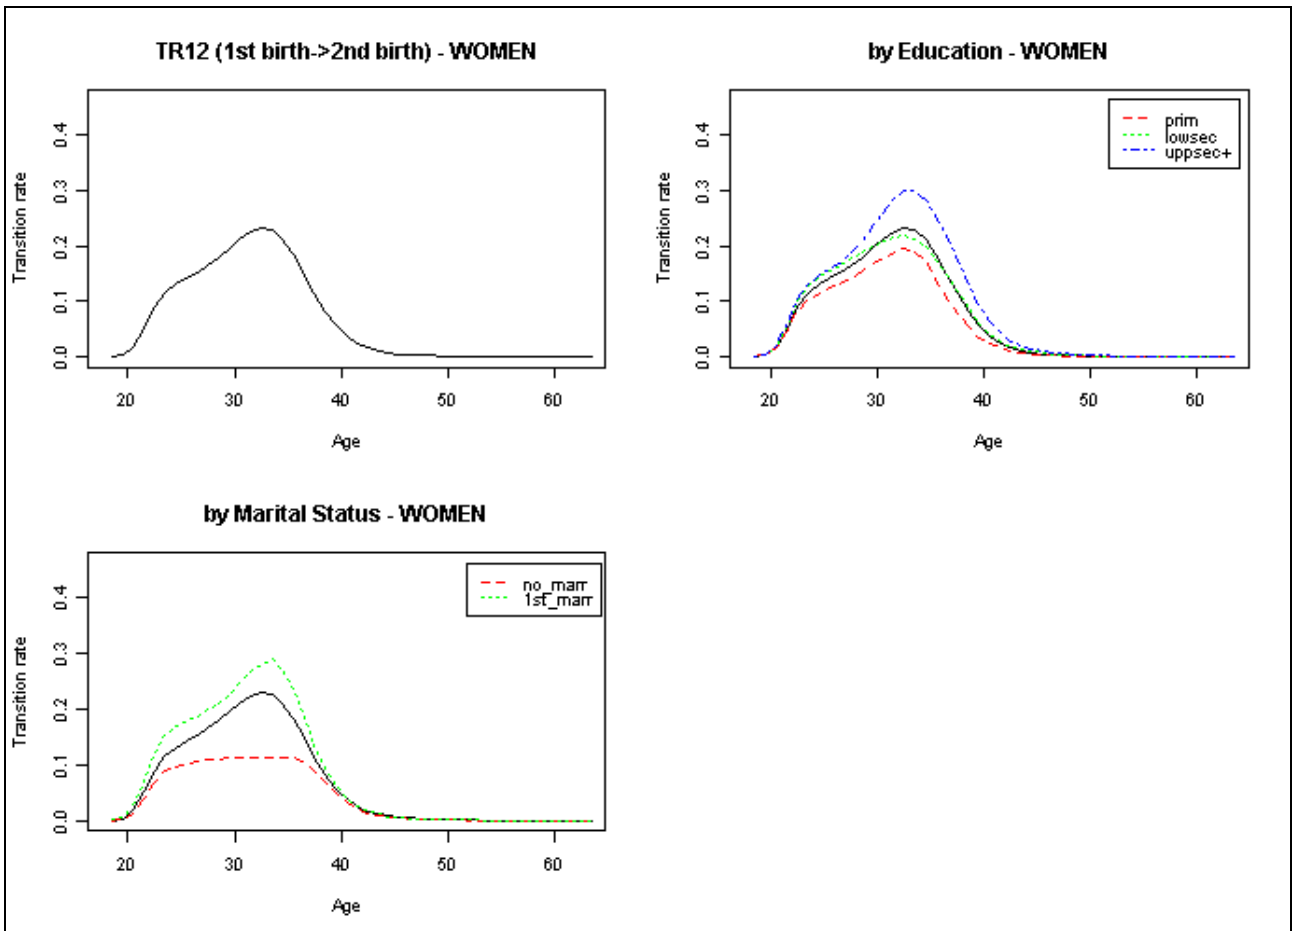 TR12 (1st birth->2nd birth) - WOMEN
Transition rate
0.0 0.1 0.2 0.3 0.4
20 30 40 50 60
Age
by Education - WOMEN
prim
lowsec
uppsec+
Transition rate
0.0 0.1 0.2 0.3 0.4
20 30 40 50 60
Age
by Marital Status - WOMEN
no_marr
1st_marr
Transition rate
0.0 0.1 0.2 0.3 0.4
20 30 40 50 60
Age